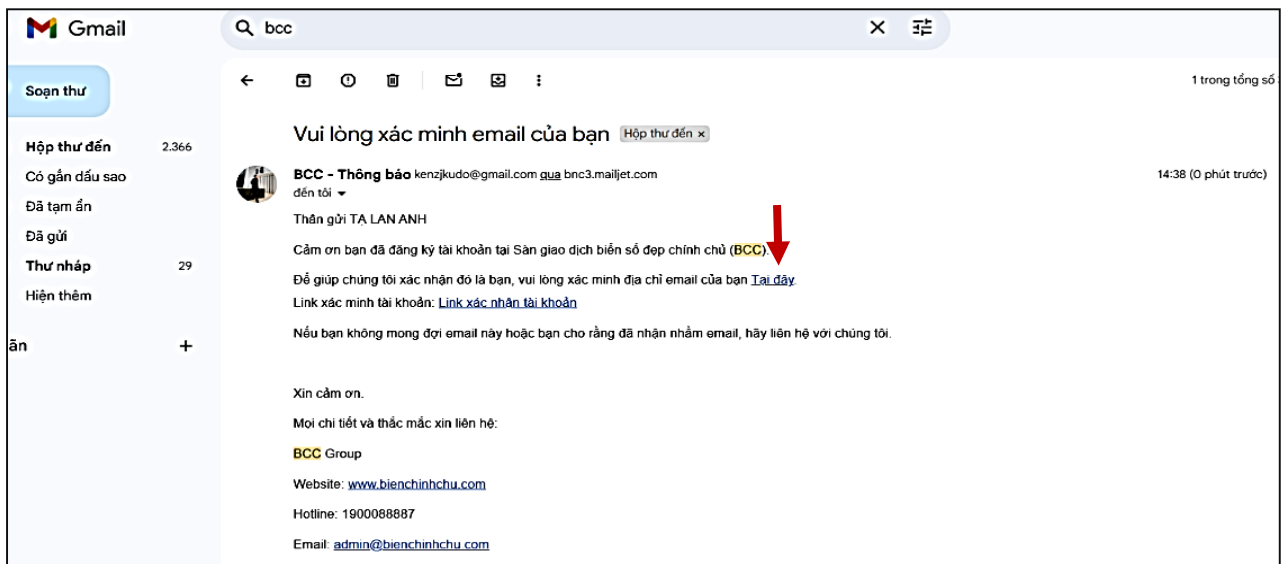 Gmail
bcc
Soạn thư
1 trong tổng số
Vui lòng xác minh email của bạn Hộp thư đến x
Hộp thư đến 2.366
Có gắn dấu sao
Đã tạm ẩn
Đã gửi
Thư nháp 29
Hiện thêm
ãn +
BCC - Thông báo kenzjkudo@gmail.com qua bnc3.mailjet.com 14:38 (0 phút trước)
đến tôi
Thân gửi TẠ LAN ANH
Cảm ơn bạn đã đăng ký tài khoản tại Sàn giao dịch biển số đẹp chính chủ (BCC).
Để giúp chúng tôi xác nhận đó là bạn, vui lòng xác minh địa chỉ email của bạn Tại đây.
Link xác minh tài khoản: Link xác nhận tài khoản
Nếu bạn không mong đợi email này hoặc bạn cho rằng đã nhận nhầm email, hãy liên hệ với chúng tôi.
Xin cảm ơn.
Mọi chi tiết và thắc mắc xin liên hệ:
BCC Group
Website: www.bienchinhchu.com
Hotline: 1900088887
Email: admin@bienchinhchu.com